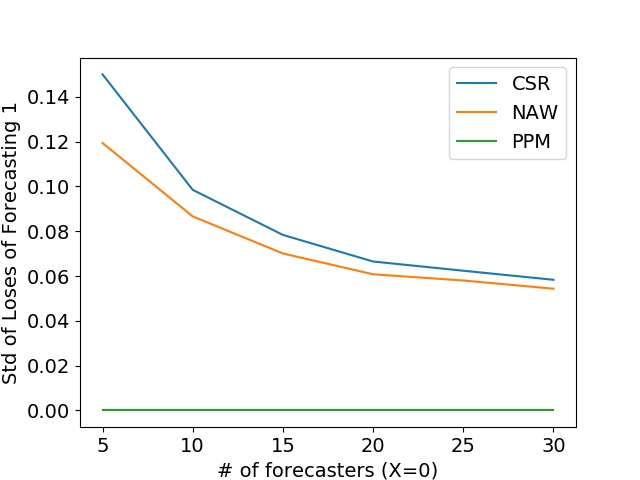 Std of Loses of Forecasting 1
0.14
0.12
0.10
0.08
0.06
0.04
0.02
0.00
CSR
NAW
PPM
5 10 15 20 25 30
# of forecasters (X=0)